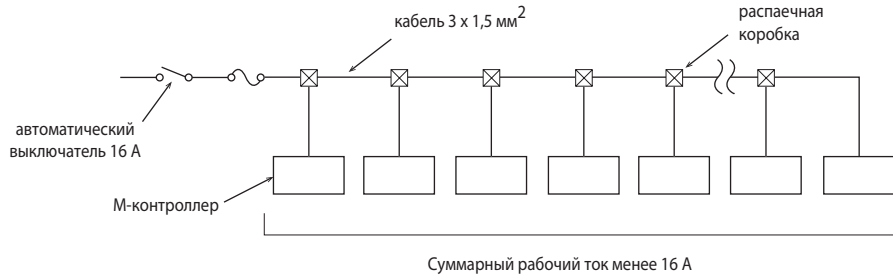 кабель 3 x 1,5 мм²
распаечная
коробка
автоматический
выключатель 16 А
М-контроллер
Суммарный рабочий ток менее 16 А